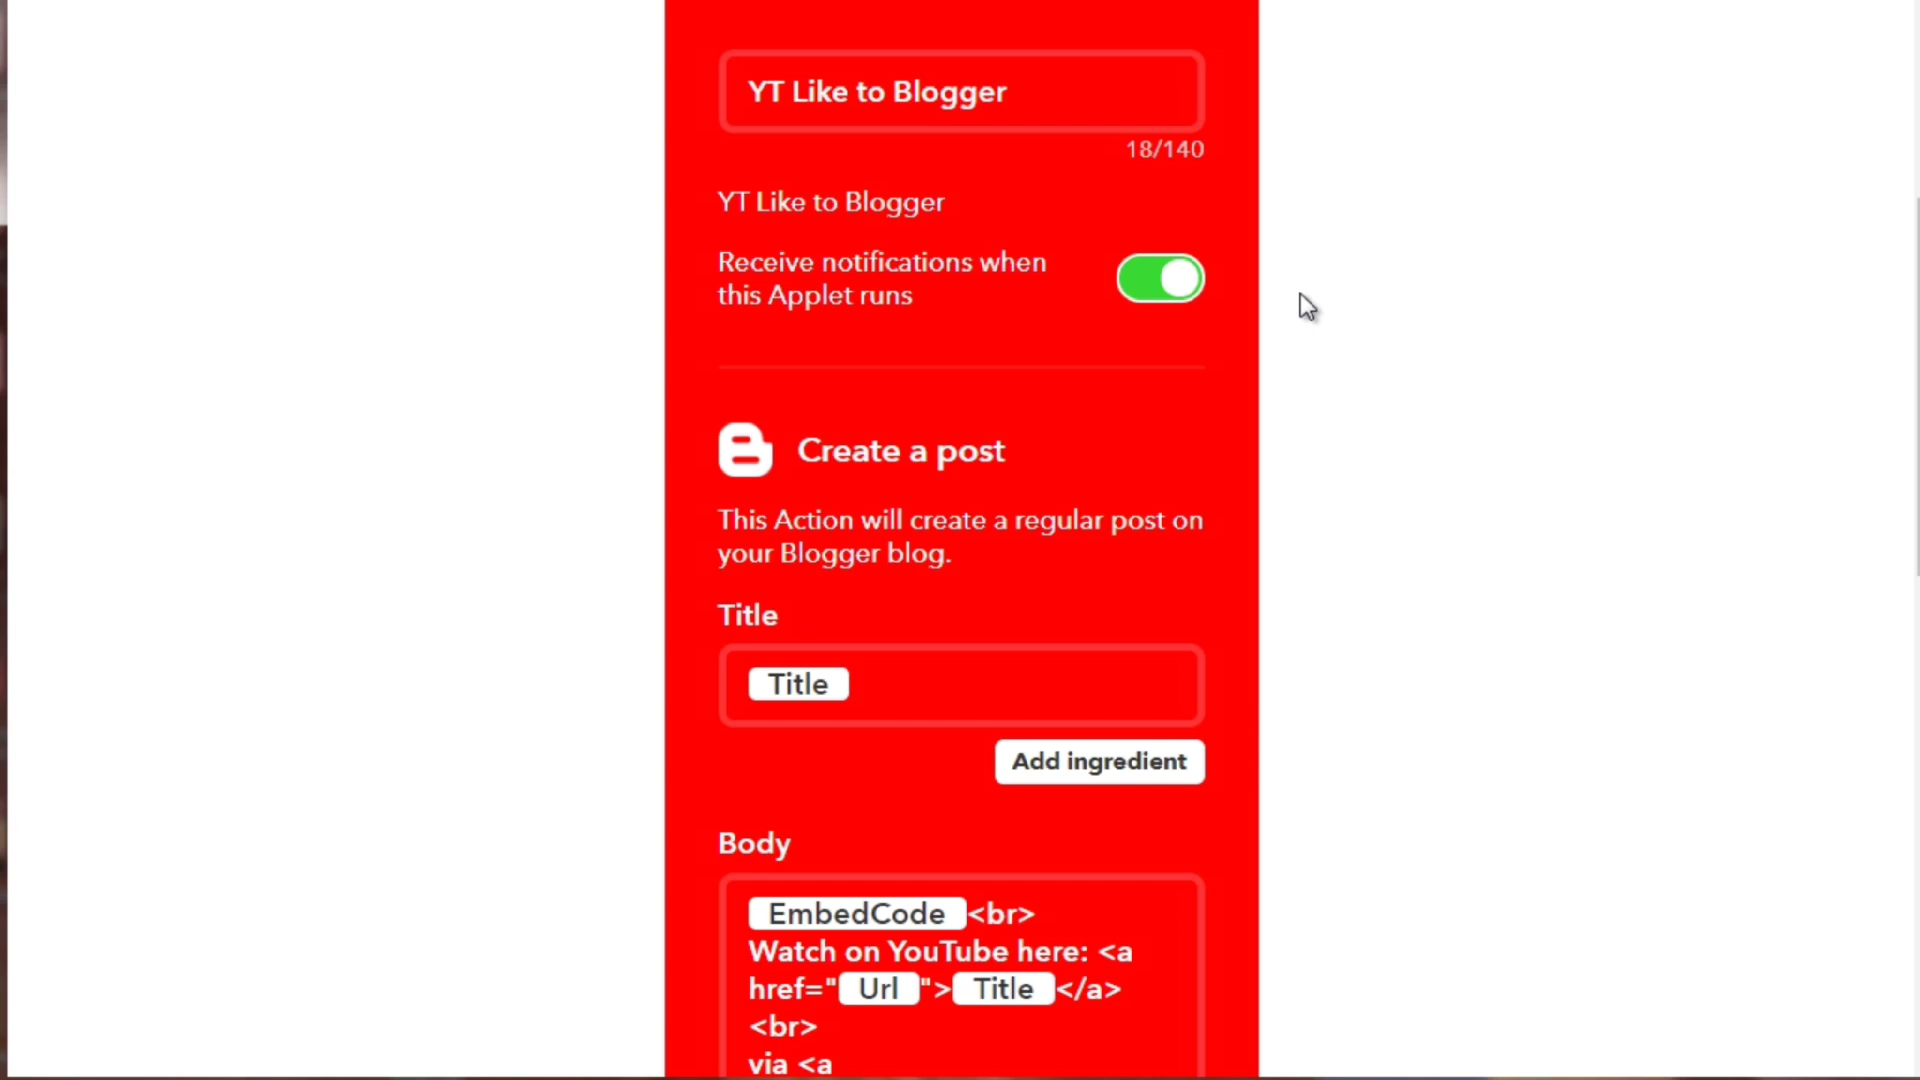 YT Like to Blogger
18/140
YT Like to Blogger
Receive notifications when
this Applet runs
Create a post
This Action will create a regular post on
your Blogger blog.
Title
Title
Add ingredient
Body
EmbedCode<br>
Watch on YouTube here: <a
href="Url">Title</a>
<br>
via <a